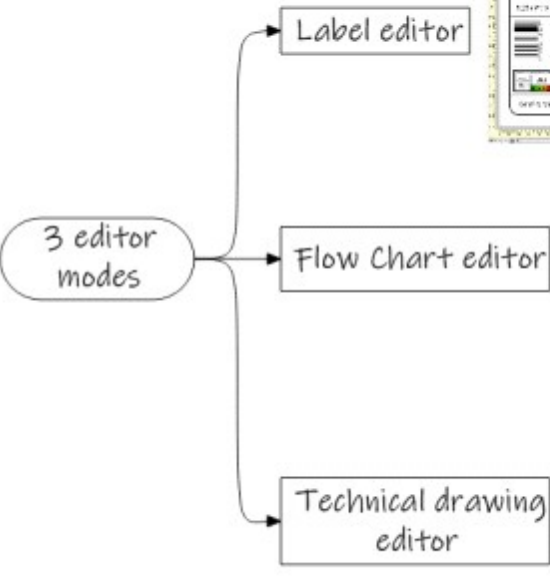 Label editor
3 editor
modes
Flow Chart editor
Technical drawing
editor